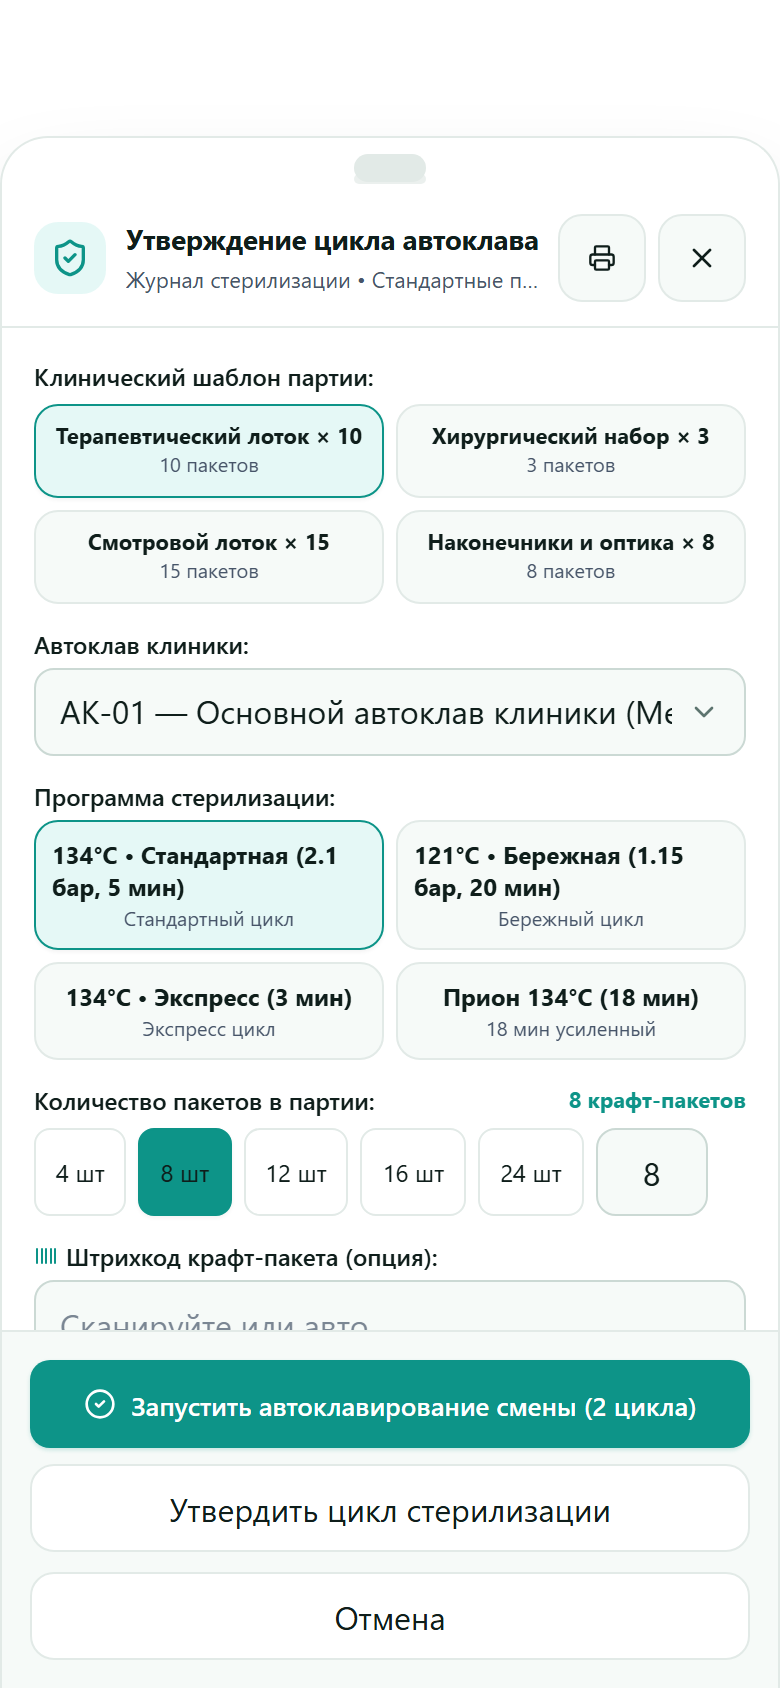 Утверждение цикла автоклава
Журнал стерилизации • Стандартные п...
Клинический шаблон партии:
Терапевтический лоток × 10
10 пакетов
Хирургический набор × 3
3 пакетов
Смотровой лоток × 15
15 пакетов
Наконечники и оптика × 8
8 пакетов
Автоклав клиники:
АК-01 — Основной автоклав клиники (Ме
Программа стерилизации:
134°C • Стандартная (2.1
бар, 5 мин)
Стандартный цикл
121°C • Бережная (1.15
бар, 20 мин)
Бережный цикл
134°C • Экспресс (3 мин)
Экспресс цикл
Прион 134°C (18 мин)
18 мин усиленный
Количество пакетов в партии:
8 крафт-пакетов
4 шт
8 шт
12 шт
16 шт
24 шт
8
Штрихкод крафт-пакета (опция):
Сканируйте или авто
Запустить автоклавирование смены (2 цикла)
Утвердить цикл стерилизации
Отмена